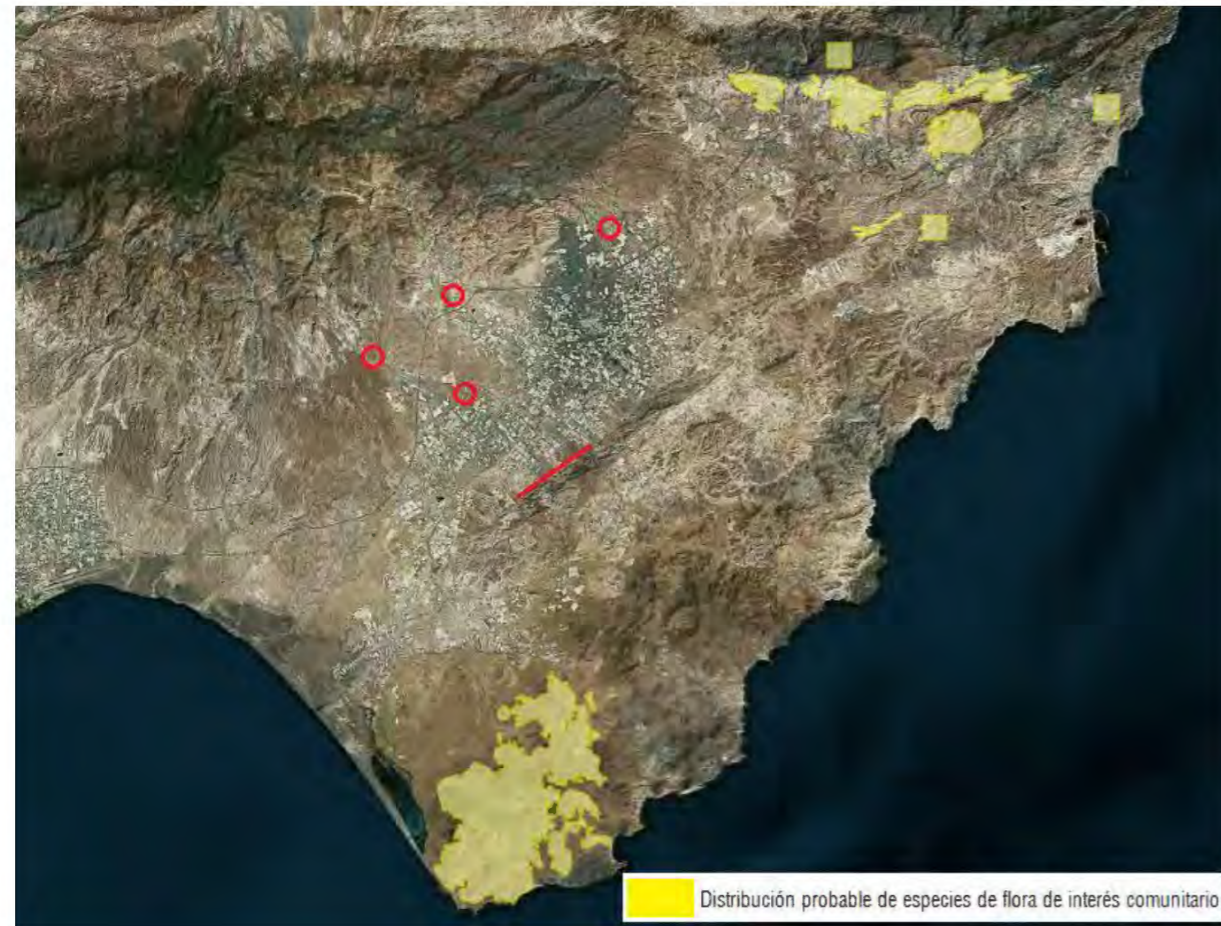 Distribución probable de especies de flora de interés comunitario